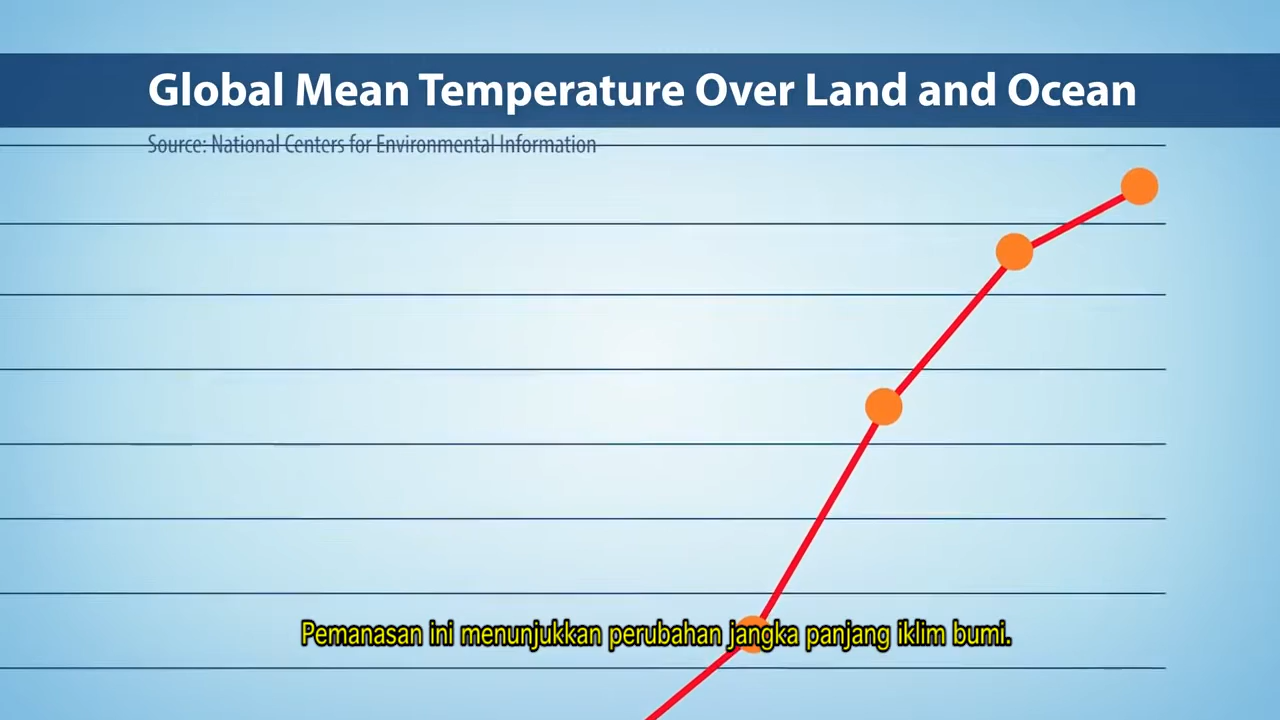 Global Mean Temperature Over Land and Ocean
Source: National Centers for Environmental Information
Pemanasan ini menunjukkan perubahan jangka panjang iklim bumi.